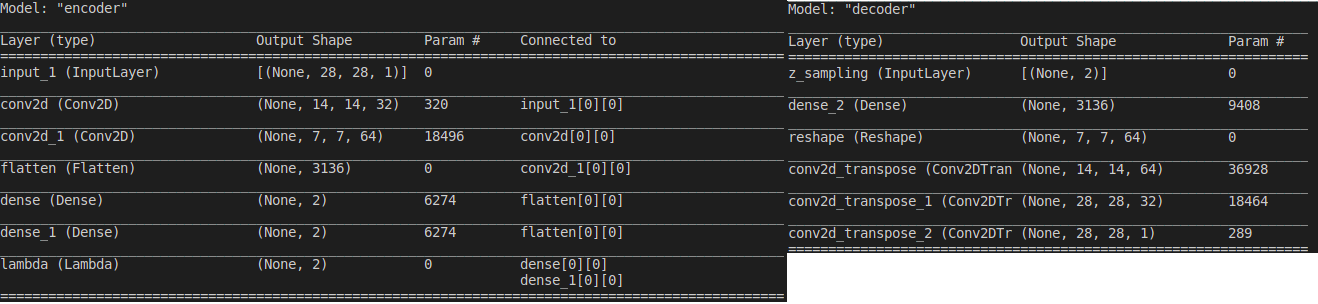 Model: "encoder"
Layer (type) Output Shape Param # Connected to
input_1 (InputLayer) [(None, 28, 28, 1)] 0
conv2d (Conv2D) (None, 14, 14, 32) 320 input_1[0][0]
conv2d_1 (Conv2D) (None, 7, 7, 64) 18496 conv2d[0][0]
flatten (Flatten) (None, 3136) 0 conv2d_1[0][0]
dense (Dense) (None, 2) 6274 flatten[0][0]
dense_1 (Dense) (None, 2) 6274 flatten[0][0]
lambda (Lambda) (None, 2) 0 dense[0][0]
dense_1[0][0]
Model: "decoder"
Layer (type) Output Shape Param #
z_sampling (InputLayer) [(None, 2)] 0
dense_2 (Dense) (None, 3136) 9408
reshape (Reshape) (None, 7, 7, 64) 0
conv2d_transpose (Conv2DTran (None, 14, 14, 64) 36928
conv2d_transpose_1 (Conv2DTr (None, 28, 28, 32) 18464
conv2d_transpose_2 (Conv2DTr (None, 28, 28, 1) 289